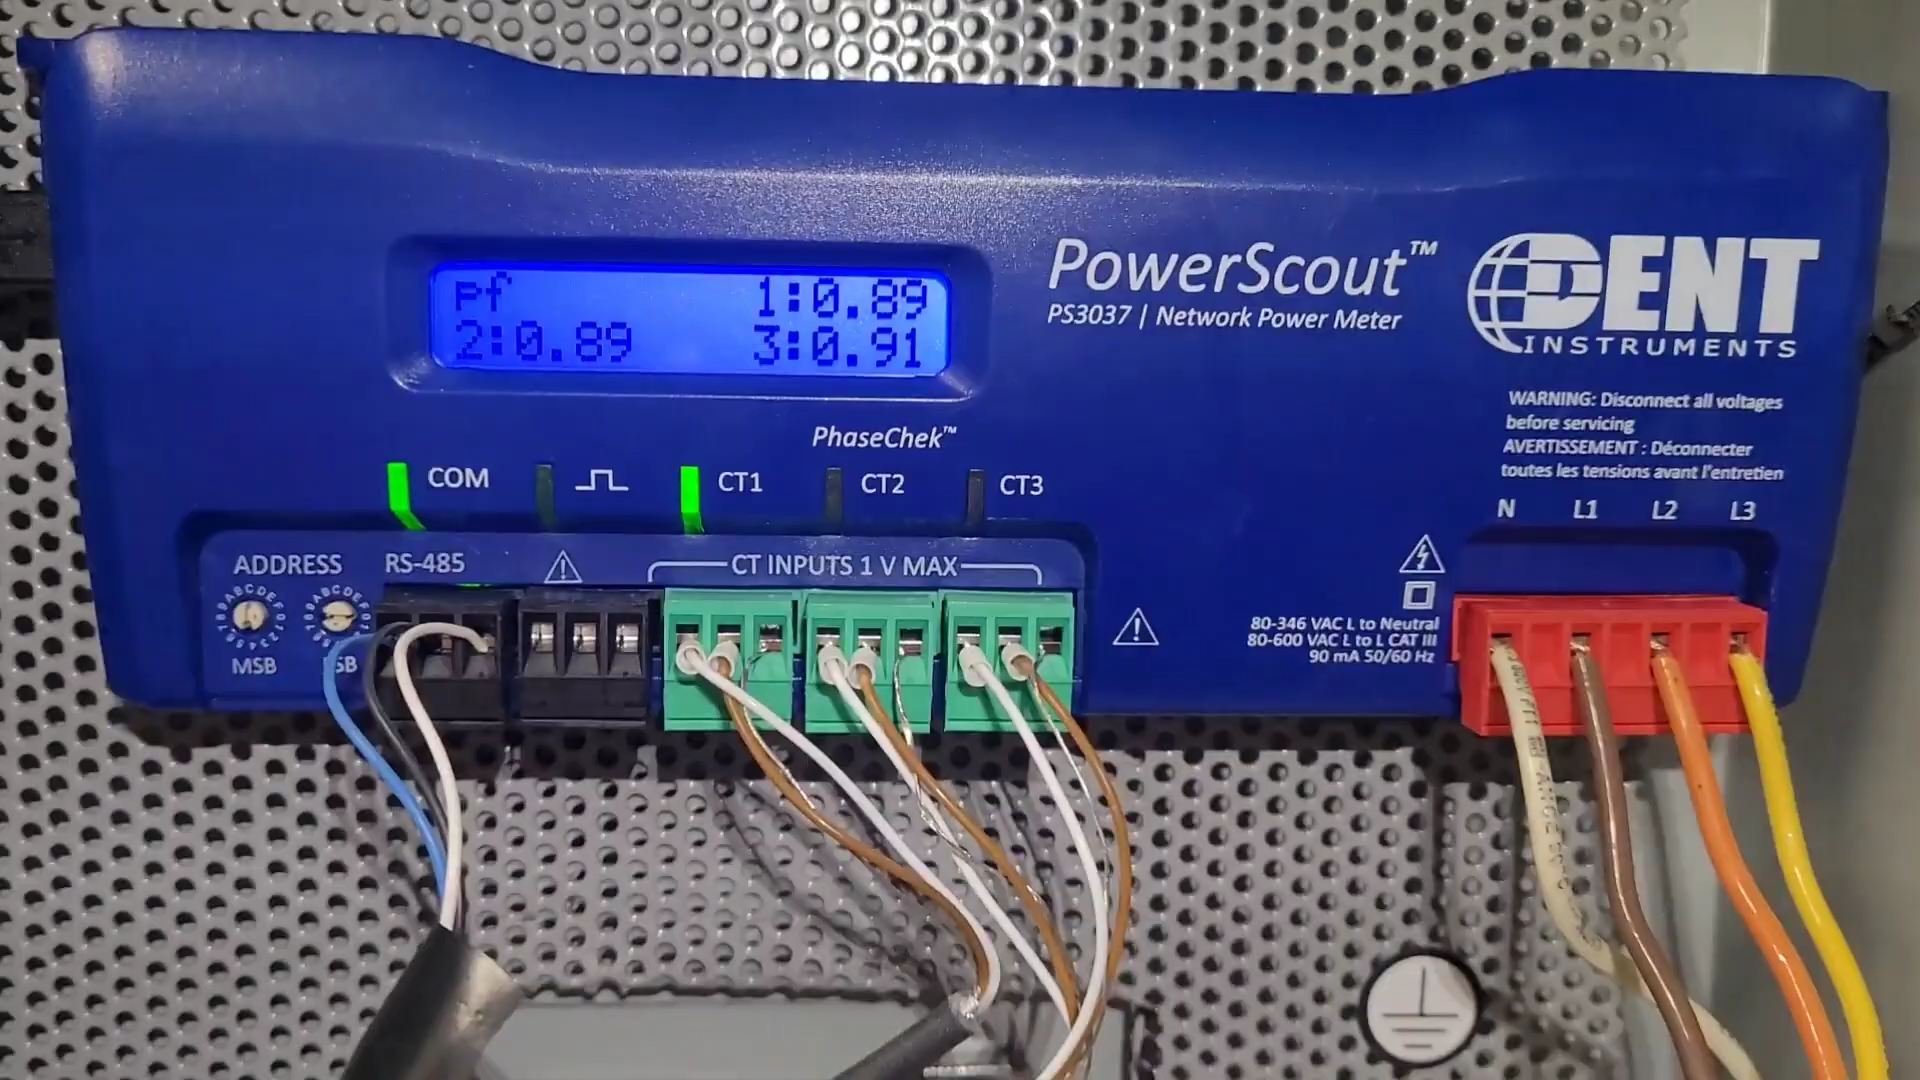 pf 1:0.89
2:0.89 3:0.91
PowerScout™
PS3037 | Network Power Meter
DENT
INSTRUMENTS
WARNING: Disconnect all voltages
before servicing
AVERTISSEMENT : Déconnecter
toutes les tensions avant l'entretien
N L1 L2 L3
PhaseChek™
COM CT1 CT2 CT3
ADDRESS RS-485 CT INPUTS 1 V MAX
MSB
80-346 VAC L to Neutral
80-600 VAC L to L CAT III
90 mA 50/60 Hz